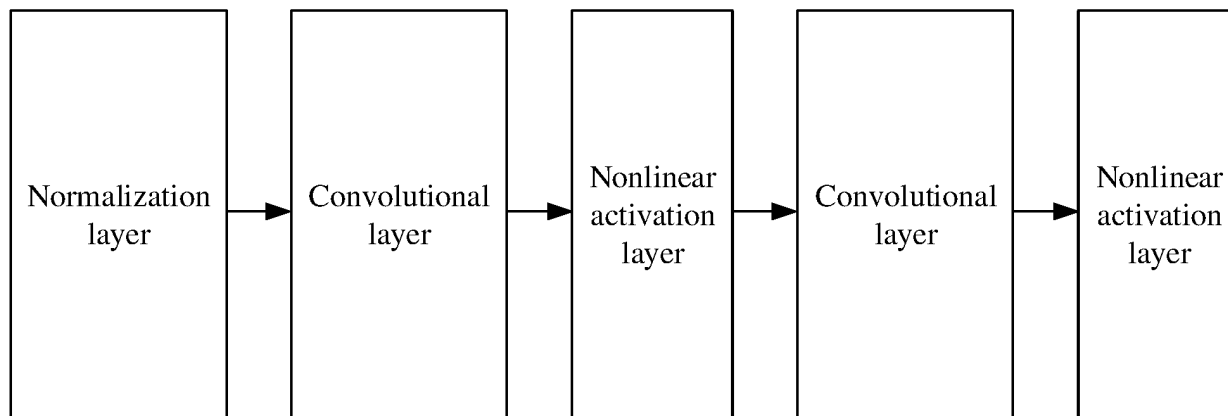 Normalization
layer
Convolutional
layer
Nonlinear
activation
layer
Convolutional
layer
Nonlinear
activation
layer